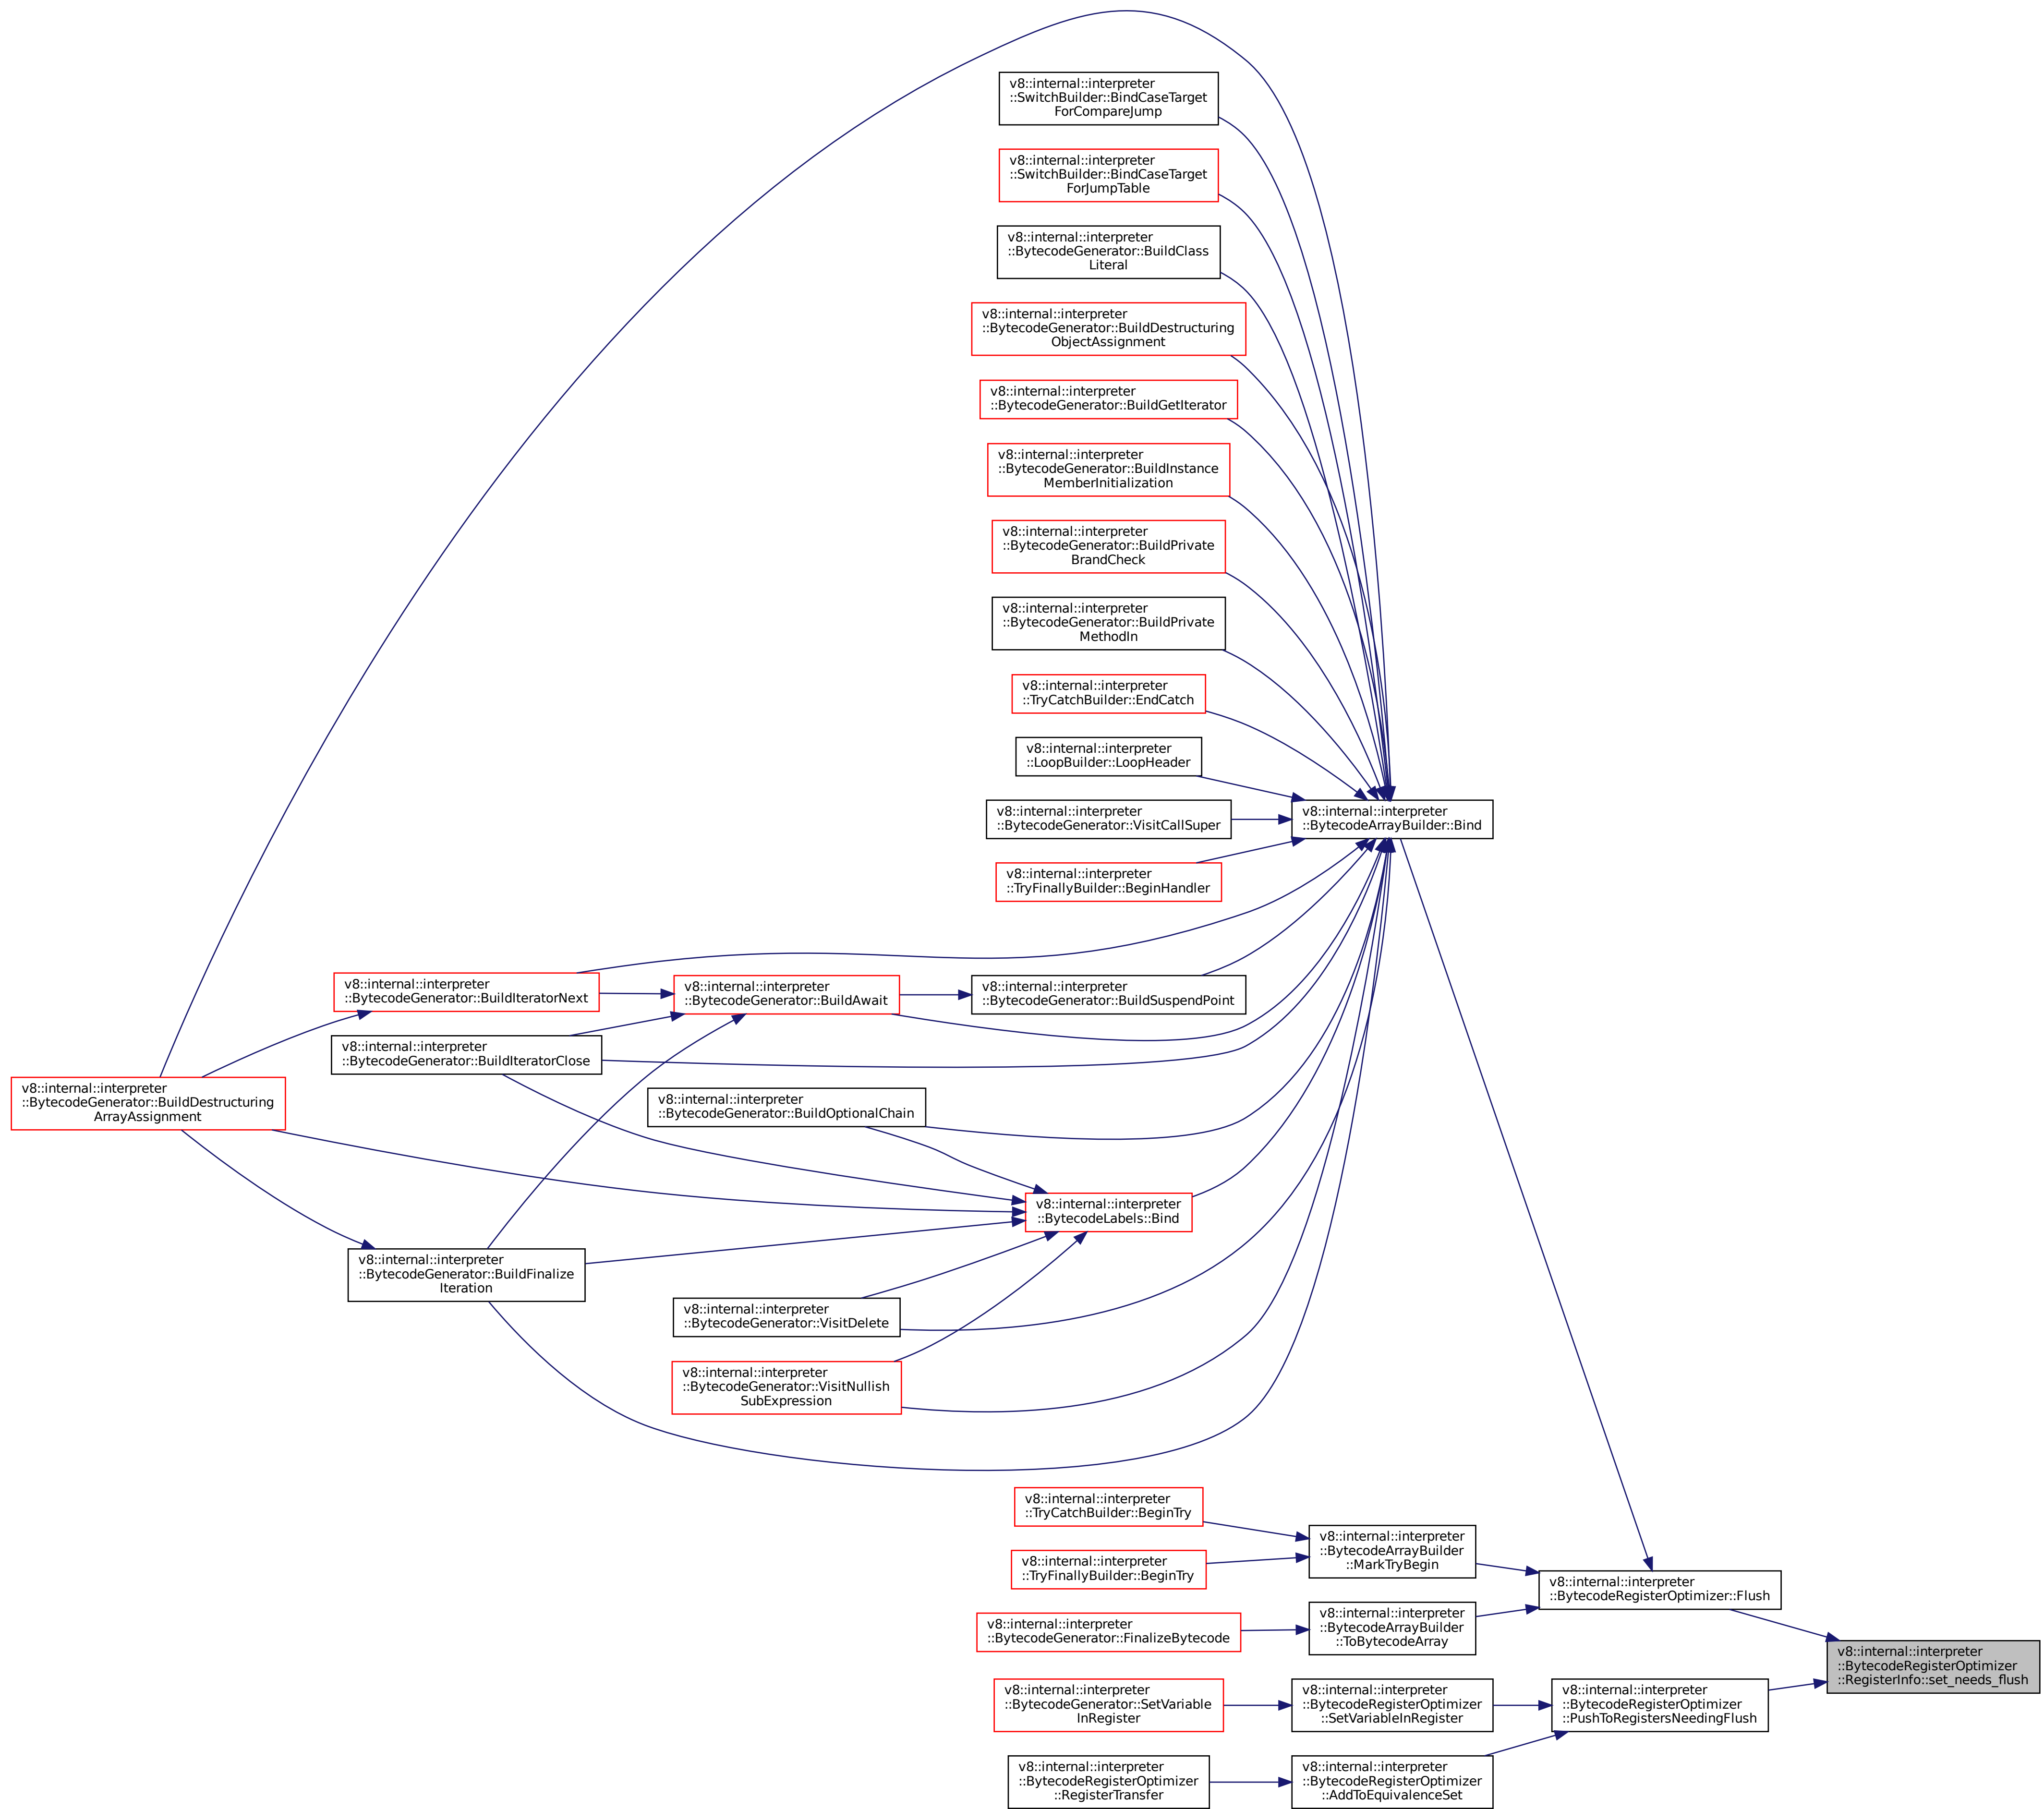 v8::internal::interpreter
::SwitchBuilder::BindCaseTarget
ForCompareJump
v8::internal::interpreter
::SwitchBuilder::BindCaseTarget
ForJumpTable
v8::internal::interpreter
::BytecodeGenerator::BuildClass
Literal
v8::internal::interpreter
::BytecodeGenerator::BuildDestructuring
ObjectAssignment
v8::internal::interpreter
::BytecodeGenerator::BuildGetIterator
v8::internal::interpreter
::BytecodeGenerator::BuildInstance
MemberInitialization
v8::internal::interpreter
::BytecodeGenerator::BuildPrivate
BrandCheck
v8::internal::interpreter
::BytecodeGenerator::BuildPrivate
MethodIn
v8::internal::interpreter
::TryCatchBuilder::EndCatch
v8::internal::interpreter
::LoopBuilder::LoopHeader
v8::internal::interpreter
::BytecodeGenerator::VisitCallSuper
v8::internal::interpreter
::BytecodeArrayBuilder::Bind
v8::internal::interpreter
::TryFinallyBuilder::BeginHandler
v8::internal::interpreter
::BytecodeGenerator::BuildIteratorNext
v8::internal::interpreter
::BytecodeGenerator::BuildAwait
v8::internal::interpreter
::BytecodeGenerator::BuildSuspendPoint
v8::internal::interpreter
::BytecodeGenerator::BuildIteratorClose
v8::internal::interpreter
::BytecodeGenerator::BuildDestructuring
ArrayAssignment
v8::internal::interpreter
::BytecodeGenerator::BuildOptionalChain
v8::internal::interpreter
::BytecodeLabels::Bind
v8::internal::interpreter
::BytecodeGenerator::BuildFinalize
Iteration
v8::internal::interpreter
::BytecodeGenerator::VisitDelete
v8::internal::interpreter
::BytecodeGenerator::VisitNullish
SubExpression
v8::internal::interpreter
::TryCatchBuilder::BeginTry
v8::internal::interpreter
::BytecodeArrayBuilder
::MarkTryBegin
v8::internal::interpreter
::TryFinallyBuilder::BeginTry
v8::internal::interpreter
::BytecodeRegisterOptimizer::Flush
v8::internal::interpreter
::BytecodeGenerator::FinalizeBytecode
v8::internal::interpreter
::BytecodeArrayBuilder
::ToBytecodeArray
v8::internal::interpreter
::BytecodeRegisterOptimizer
::RegisterInfo::set_needs_flush
v8::internal::interpreter
::BytecodeGenerator::SetVariable
InRegister
v8::internal::interpreter
::BytecodeRegisterOptimizer
::SetVariableInRegister
v8::internal::interpreter
::BytecodeRegisterOptimizer
::PushToRegistersNeedingFlush
v8::internal::interpreter
::BytecodeRegisterOptimizer
::RegisterTransfer
v8::internal::interpreter
::BytecodeRegisterOptimizer
::AddToEquivalenceSet